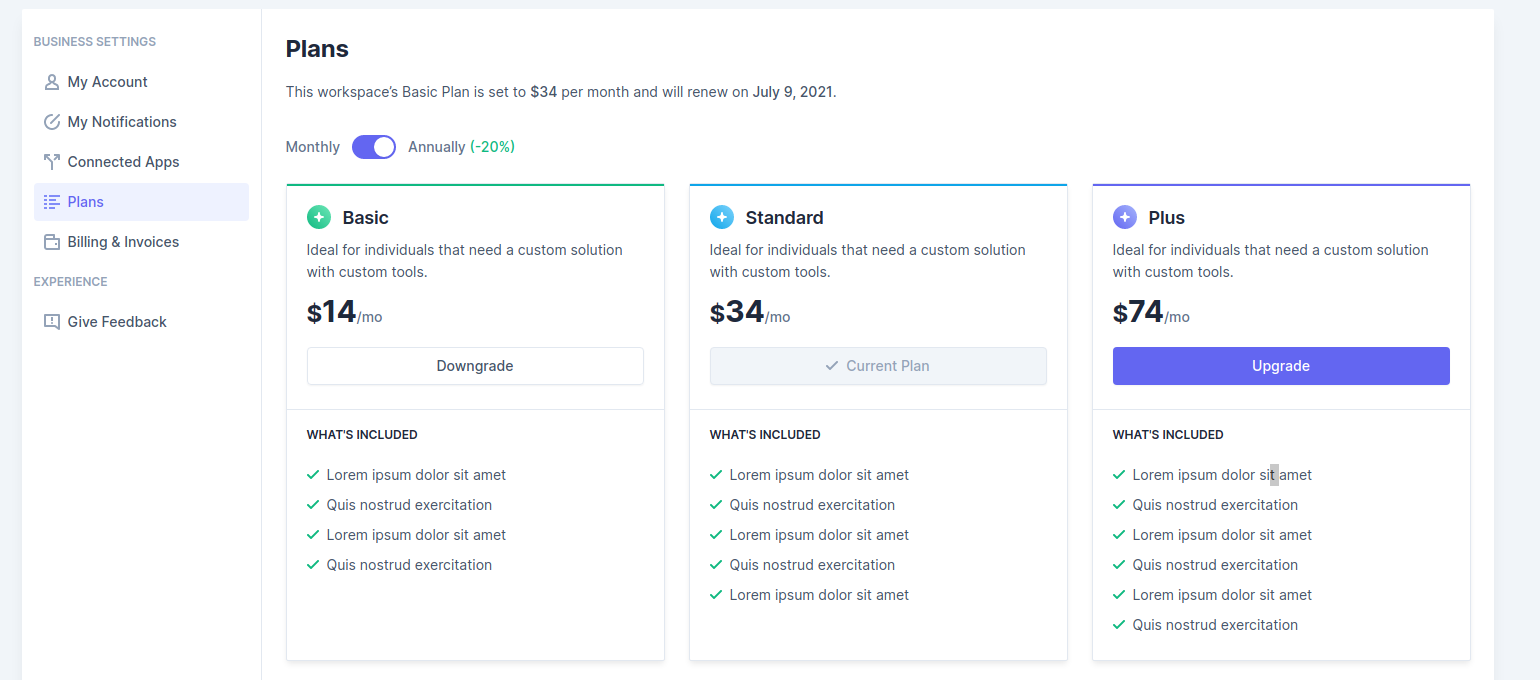 BUSINESS SETTINGS
My Account
My Notifications
Connected Apps
Plans
Billing & Invoices
EXPERIENCE
Give Feedback
Plans
This workspace’s Basic Plan is set to $34 per month and will renew on July 9, 2021.
Monthly Annually (-20%)
Basic
Ideal for individuals that need a custom solution
with custom tools.
$14/mo
Downgrade
WHAT'S INCLUDED
Lorem ipsum dolor sit amet
Quis nostrud exercitation
Lorem ipsum dolor sit amet
Quis nostrud exercitation
Standard
Ideal for individuals that need a custom solution
with custom tools.
$34/mo
Current Plan
WHAT'S INCLUDED
Lorem ipsum dolor sit amet
Quis nostrud exercitation
Lorem ipsum dolor sit amet
Quis nostrud exercitation
Lorem ipsum dolor sit amet
Plus
Ideal for individuals that need a custom solution
with custom tools.
$74/mo
Upgrade
WHAT'S INCLUDED
Lorem ipsum dolor sit amet
Quis nostrud exercitation
Lorem ipsum dolor sit amet
Quis nostrud exercitation
Lorem ipsum dolor sit amet
Quis nostrud exercitation